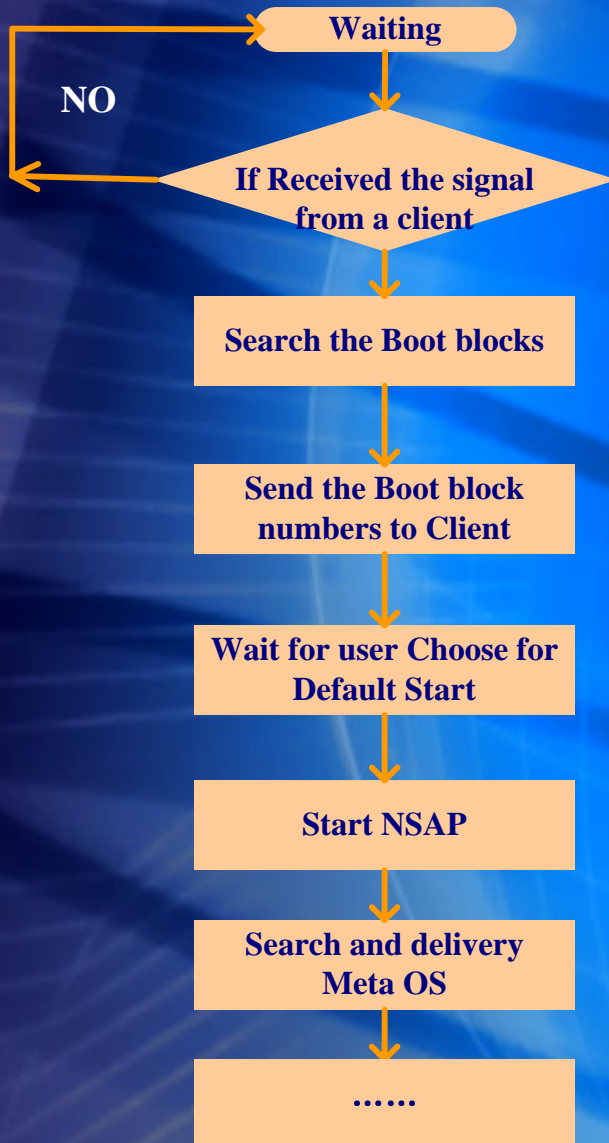 Waiting
NO
If Received the signal
from a client
Search the Boot blocks
Send the Boot block
numbers to Client
Wait for user Choose for
Default Start
Start NSAP
Search and delivery
Meta OS
……